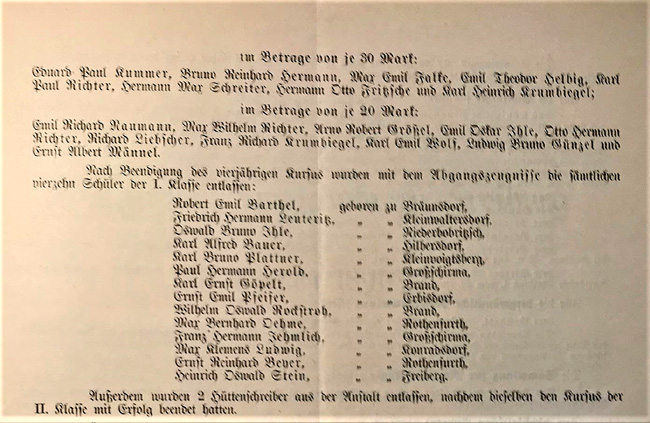 im Betrage von je 30 Mark:
Eduard Paul Kummer, Bruno Reinhard Hermann, Max Emil Falke, Emil Theodor Helbig, Karl
Paul Richter, Hermann Max Schreiter, Hermann Otto Fritzsche und Karl Heinrich Krumbiegel;
im Betrage von je 20 Mark:
Emil Richard Naumann, Max Wilhelm Richter, Arno Robert Größel, Emil Oskar Ihle, Otto Hermann
Richter, Richard Liebscher, Franz Richard Krumbiegel, Karl Emil Wolf, Ludwig Bruno Günzel und
Ernst Albert Männel.
Nach Beendigung des vierjährigen Kursus wurden mit dem Abgangszeugnisse die sämtlichen
vierzehn Schüler der I. Klasse entlassen:
Robert Emil Barthel, geboren zu Bräunsdorf,
Friedrich Hermann Leuteritz, „ „ Kleinwaltersdorf,
Oswald Bruno Ihle, „ „ Niederbobritzsch,
Karl Alfred Bauer, „ „ Hilbersdorf,
Karl Bruno Plattner, „ „ Kleinvoigtsberg,
Paul Hermann Herold, „ „ Großschirma,
Karl Ernst Göpelt, „ „ Brand,
Ernst Emil Pfeifer, „ „ Erbisdorf,
Wilhelm Oswald Rockstroh, „ „ Brand,
Max Bernhard Oehme, „ „ Rothenfurth,
Franz Hermann Jehmlich, „ „ Großschirma,
Max Klemens Ludwig, „ „ Konradsdorf,
Ernst Reinhard Beyer, „ „ Rothenfurth,
Heinrich Oswald Stein, „ „ Freiberg.
Außerdem wurden 2 Hüttenschreiber aus der Anstalt entlassen, nachdem dieselben den Kursus der
II. Klasse mit Erfolg beendet hatten.